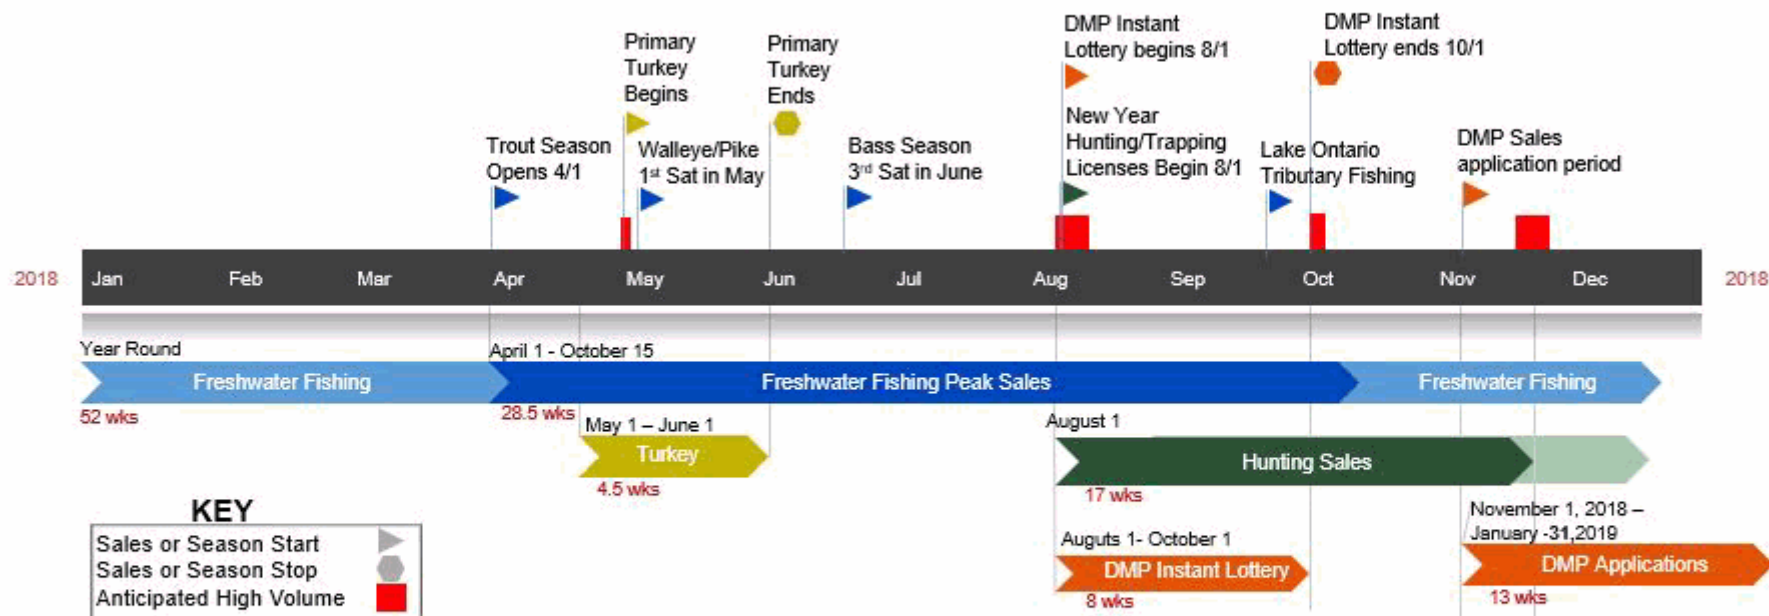 Primary
Turkey
Begins
Primary
Turkey
Ends
DMP Instant
Lottery begins 8/1
DMP Instant
Lottery ends 10/1
Trout Season
Opens 4/1
Walleye/Pike
1st Sat in May
Bass Season
3rd Sat in June
New Year
Hunting/Trapping
Licenses Begin 8/1
Lake Ontario
Tributary Fishing
DMP Sales
application period
2018 Jan Feb Mar Apr May Jun Jul Aug Sep Oct Nov Dec 2018
Year Round
April 1 - October 15
Freshwater Fishing
Freshwater Fishing Peak Sales
Freshwater Fishing
52 wks
28.5 wks
May 1 – June 1
Turkey
4.5 wks
August 1
Hunting Sales
17 wks
Auguts 1- October 1
DMP Instant Lottery
8 wks
November 1, 2018 –
January -31,2019
DMP Applications
13 wks
KEY
Sales or Season Start
Sales or Season Stop
Anticipated High Volume